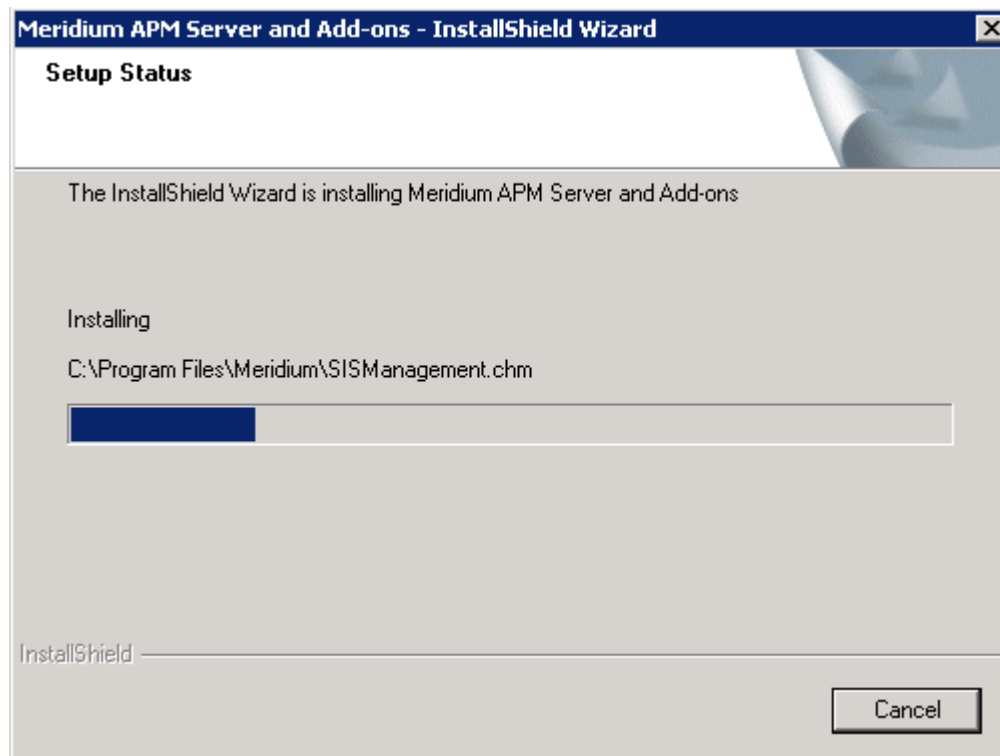 Meridium APM Server and Add-ons - InstallShield Wizard
Setup Status
The InstallShield Wizard is installing Meridium APM Server and Add-ons
Installing
C:\Program Files\Meridium\SISManagement.chm
InstallShield
Cancel